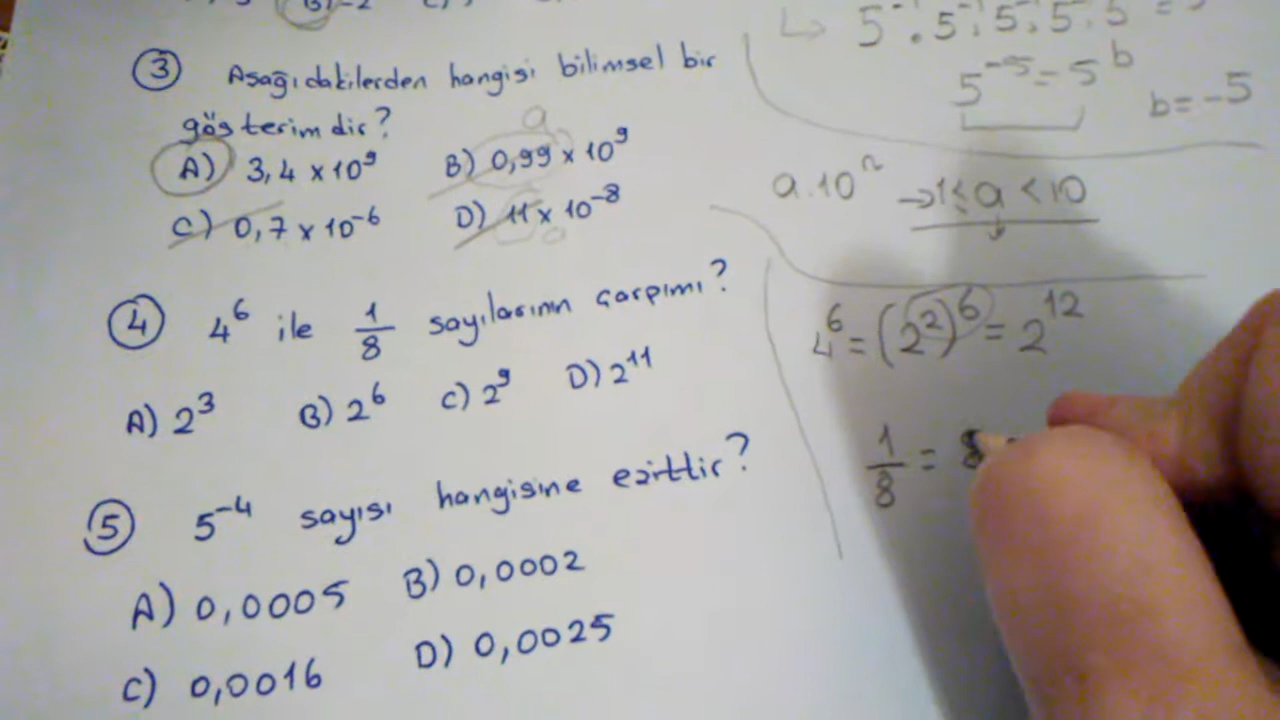 B) -2
③ Aşağıdakilerden hangisi bilimsel bir
gösterimdir?
a
A) 3,4 x 10⁹ B) 0,99 x 10⁹
C) 0,7 x 10⁻⁶ D) 11 x 10⁻⁸
a
④ 4⁶ ile 1/8 sayılarının çarpımı?
A) 2³ B) 2⁶ C) 2⁹ D) 2¹¹
⑤ 5⁻⁴ sayısı hangisine eşittir?
A) 0,0005 B) 0,0002
C) 0,0016 D) 0,0025
5⁻⁵ = 5ᵇ
b = -5
a.10ⁿ → 1 ≤ a < 10
4⁶ = (2²)⁶ = 2¹²
1/8 = 8